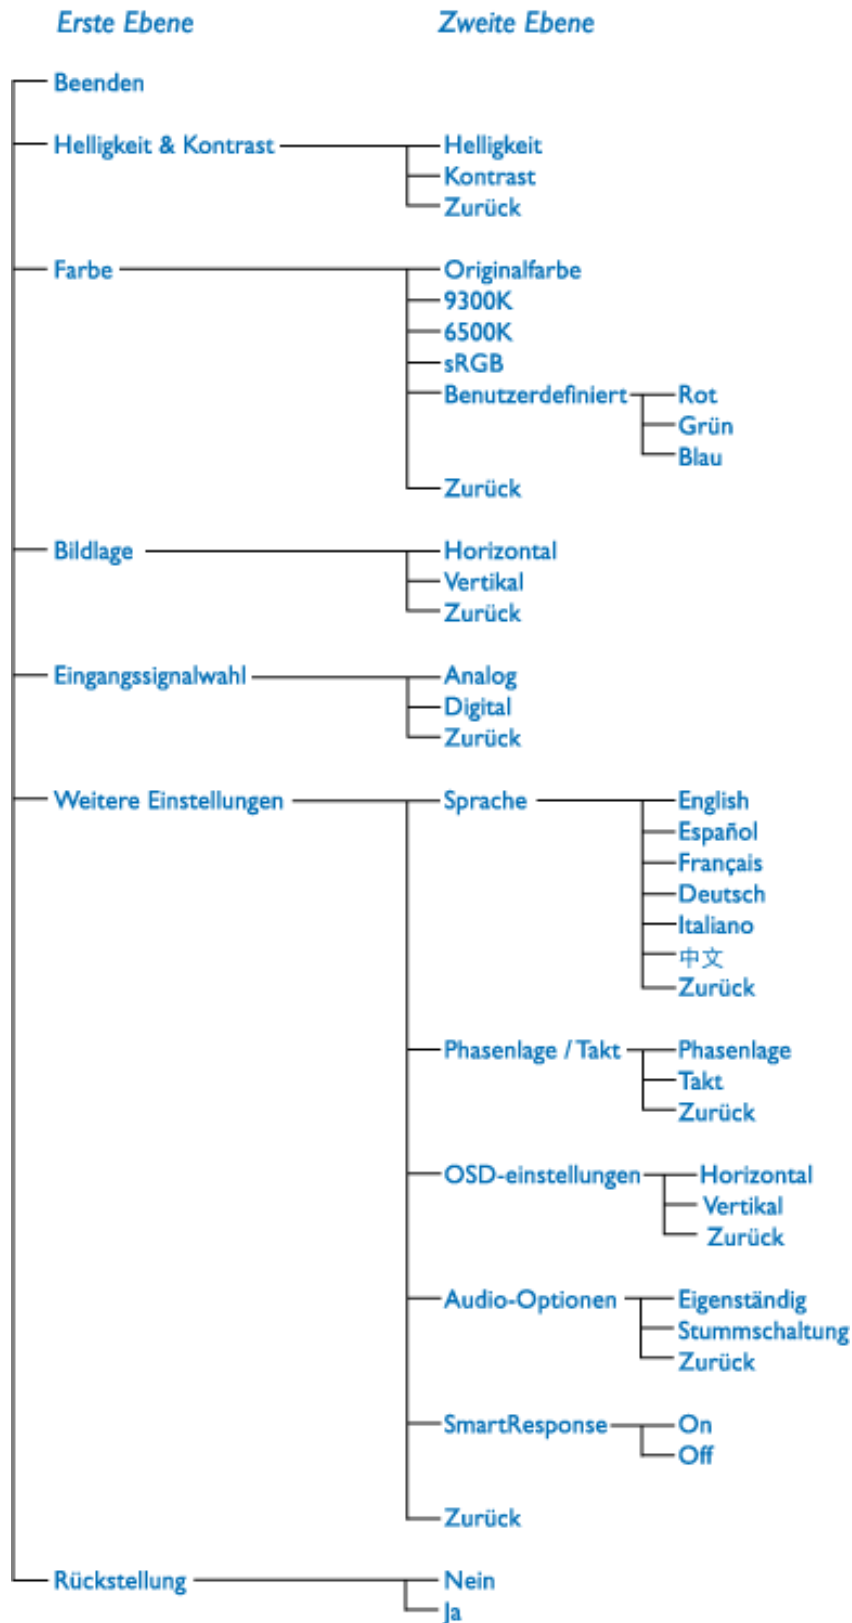 Erste Ebene Zweite Ebene
Beenden
Helligkeit & Kontrast Helligkeit
Kontrast
Zurück
Farbe Originalfarbe
9300K
6500K
sRGB
Benutzerdefiniert Rot
Grün
Blau
Zurück
Bildlage Horizontal
Vertikal
Zurück
Eingangssignalwahl Analog
Digital
Zurück
Weitere Einstellungen Sprache English
Español
Français
Deutsch
Italiano
中文
Zurück
Phasenlage / Takt Phasenlage
Takt
Zurück
OSD-einstellungen Horizontal
Vertikal
Zurück
Audio-Optionen Eigenständig
Stummschaltung
Zurück
SmartResponse On
Off
Zurück
Rückstellung Nein
Ja